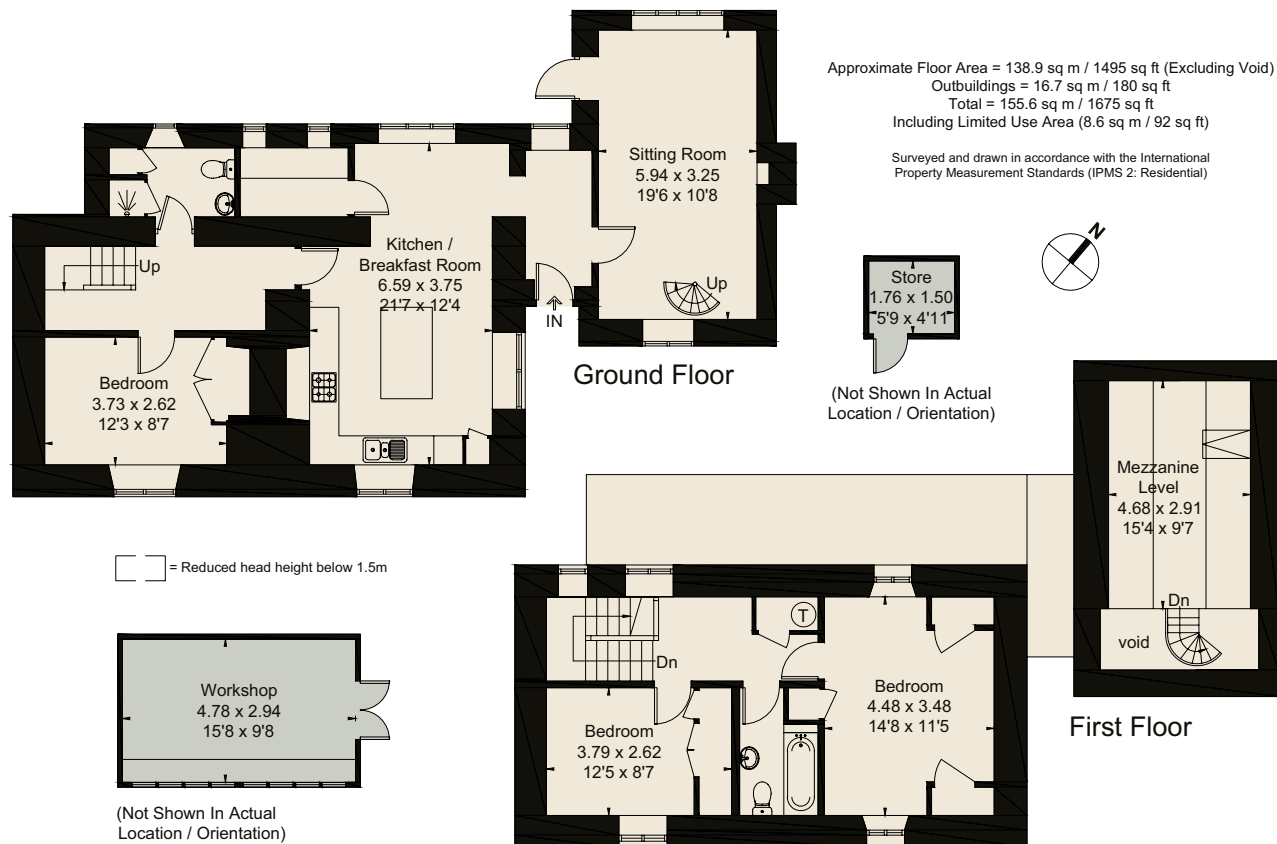 Approximate Floor Area = 138.9 sq m / 1495 sq ft (Excluding Void)
Outbuildings = 16.7 sq m / 180 sq ft
Total = 155.6 sq m / 1675 sq ft
Including Limited Use Area (8.6 sq m / 92 sq ft)
Surveyed and drawn in accordance with the International
Property Measurement Standards (IPMS 2: Residential)
N
Sitting Room
5.94 x 3.25
19'6 x 10'8
Up
Kitchen /
Breakfast Room
6.59 x 3.75
21'7 x 12'4
Up
IN
Bedroom
3.73 x 2.62
12'3 x 8'7
Ground Floor
Store
1.76 x 1.50
5'9 x 4'11
(Not Shown In Actual
Location / Orientation)
= Reduced head height below 1.5m
Workshop
4.78 x 2.94
15'8 x 9'8
(Not Shown In Actual
Location / Orientation)
Mezzanine
Level
4.68 x 2.91
15'4 x 9'7
Dn
void
T
Dn
Bedroom
4.48 x 3.48
14'8 x 11'5
Bedroom
3.79 x 2.62
12'5 x 8'7
First Floor